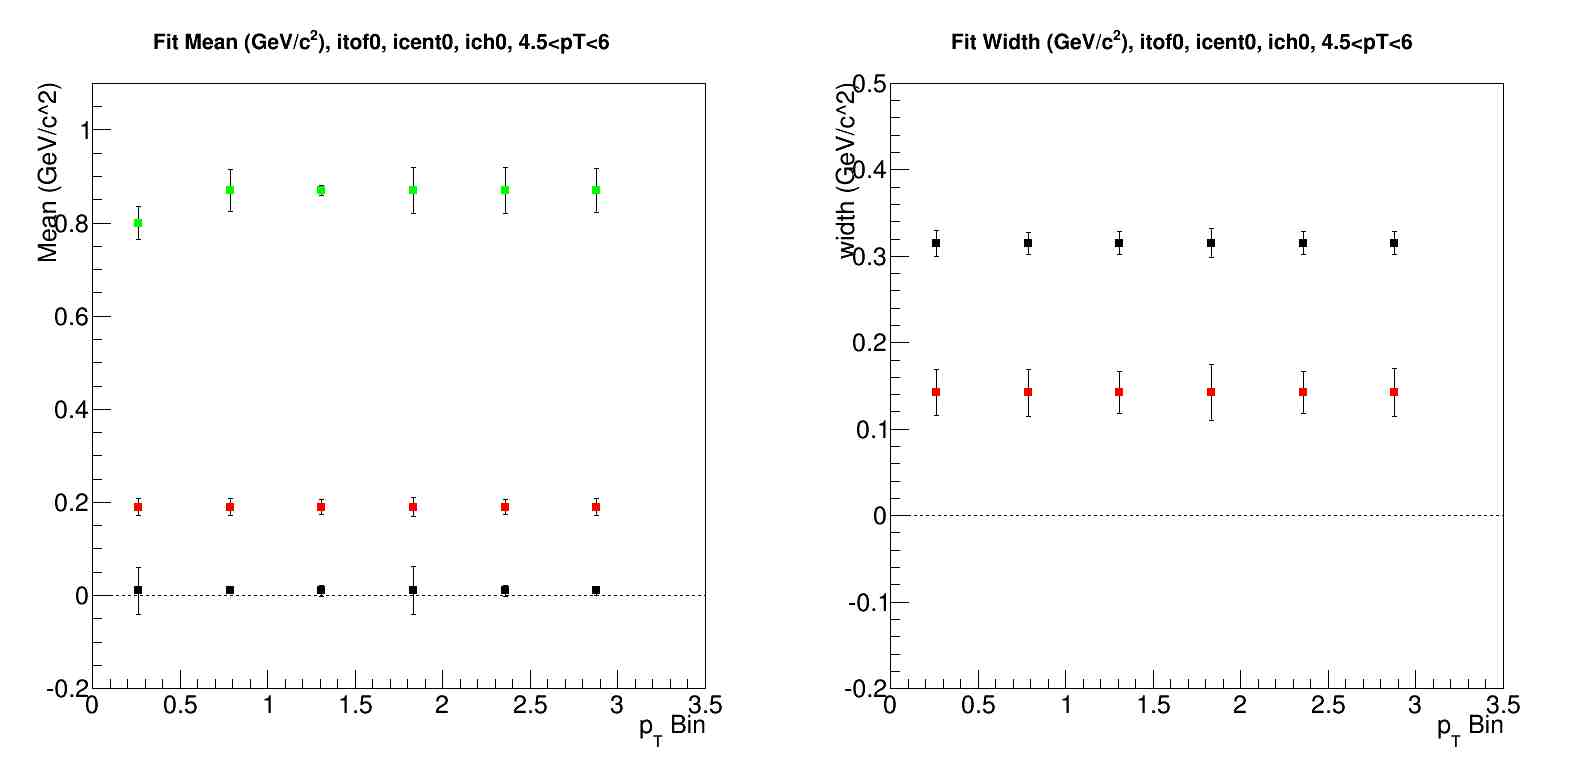 Fit Mean (GeV/c²), itof0, icent0, ich0, 4.5<pT<6
Mean (GeV/c^2)
1
0.8
0.6
0.4
0.2
0
-0.2
0 0.5 1 1.5 2 2.5 3 3.5
p_T Bin
Fit Width (GeV/c²), itof0, icent0, ich0, 4.5<pT<6
width (GeV/c^2)
0.5
0.4
0.3
0.2
0.1
0
-0.1
-0.2
0 0.5 1 1.5 2 2.5 3 3.5
p_T Bin